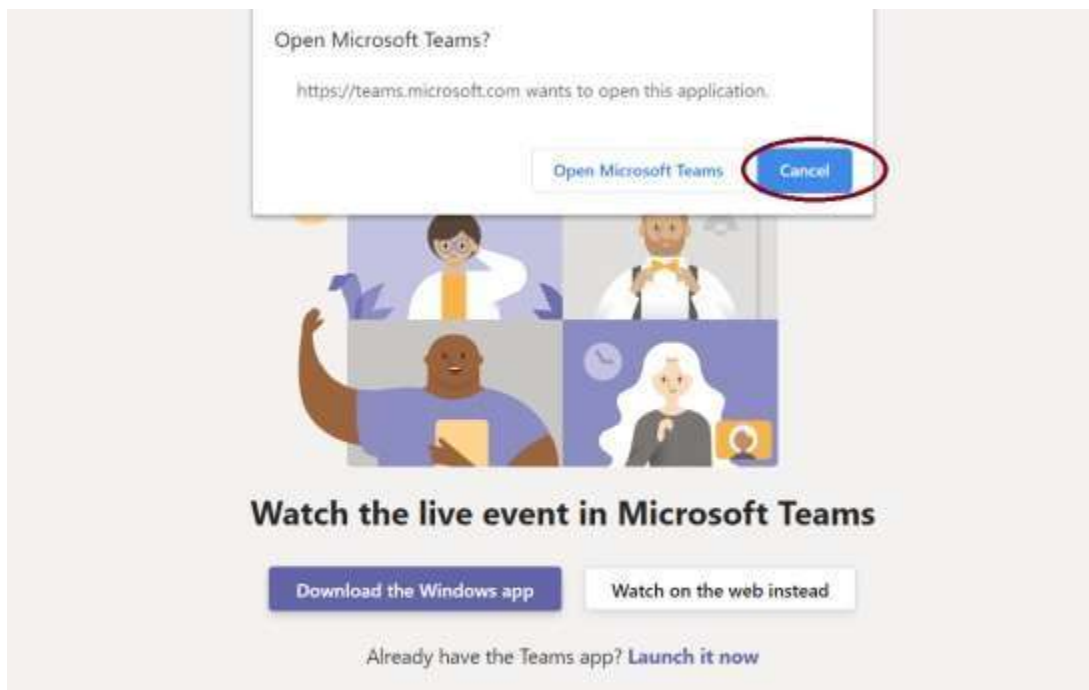 Open Microsoft Teams?
https://teams.microsoft.com wants to open this application.
Open Microsoft Teams Cancel
Watch the live event in Microsoft Teams
Download the Windows app Watch on the web instead
Already have the Teams app? Launch it now